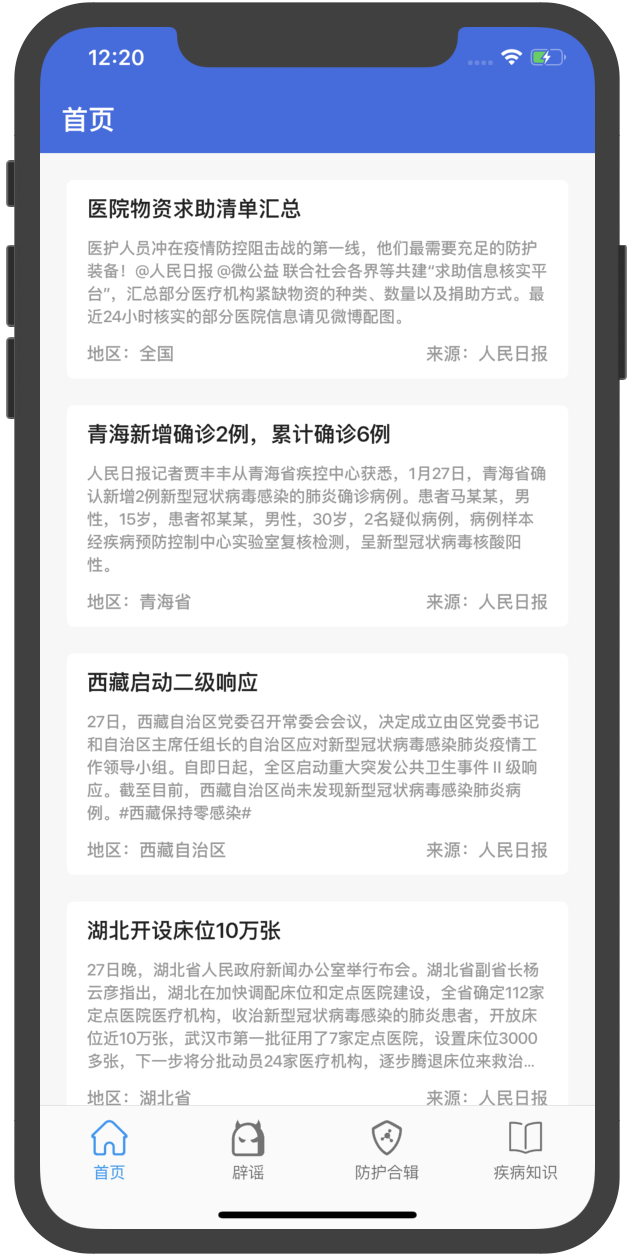 12:20
首页
医院物资求助清单汇总
医护人员冲在疫情防控阻击战的第一线，他们最需要充足的防护
装备！@人民日报 @微公益 联合社会各界等共建“求助信息核实平
台”，汇总部分医疗机构紧缺物资的种类、数量以及捐助方式。最
近24小时核实的部分医院信息请见微博配图。
地区：全国 来源：人民日报
青海新增确诊2例，累计确诊6例
人民日报记者贾丰丰从青海省疾控中心获悉，1月27日，青海省确
认新增2例新型冠状病毒感染的肺炎确诊病例。患者马某某，男
性，15岁，患者祁某某，男性，30岁，2名疑似病例，病例样本
经疾病预防控制中心实验室复核检测，呈新型冠状病毒核酸阳
性。
地区：青海省 来源：人民日报
西藏启动二级响应
27日，西藏自治区党委召开常委会会议，决定成立由区党委书记
和自治区主席任组长的自治区应对新型冠状病毒感染肺炎疫情工
作领导小组。自即日起，全区启动重大突发公共卫生事件Ⅱ级响
应。截至目前，西藏自治区尚未发现新型冠状病毒感染肺炎病
例。#西藏保持零感染#
地区：西藏自治区 来源：人民日报
湖北开设床位10万张
27日晚，湖北省人民政府新闻办公室举行布会。湖北省副省长杨
云彦指出，湖北在加快调配床位和定点医院建设，全省确定112家
定点医院医疗机构，收治新型冠状病毒感染的肺炎患者，开放床
位近10万张，武汉市第一批征用了7家定点医院，设置床位3000
多张，下一步将分批动员24家医疗机构，逐步腾退床位来救治...
地区：湖北省 来源：人民日报
首页 辟谣 防护合辑 疾病知识